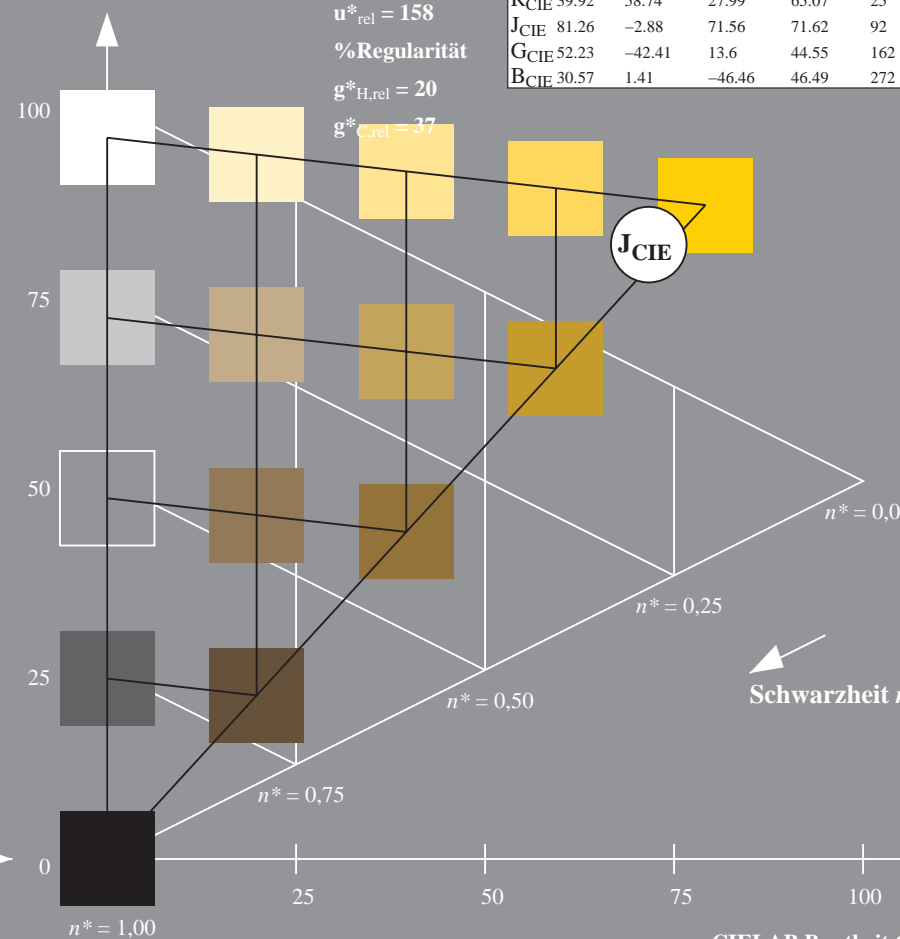 u*rel = 158
%Regularität
g*H,rel = 20
g*C,rel = 37
RCIE 39.92 58.74 27.99 65.07 25
JCIE 81.26 −2.88 71.56 71.62 92
GCIE 52.23 −42.41 13.6 44.55 162
BCIE 30.57 1.41 −46.46 46.49 272
100
75
50
25
0
JCIE
n* = 0,0
n* = 0,25
n* = 0,50
n* = 0,75
n* = 1,00
Schwarzheit n
25 50 75 100